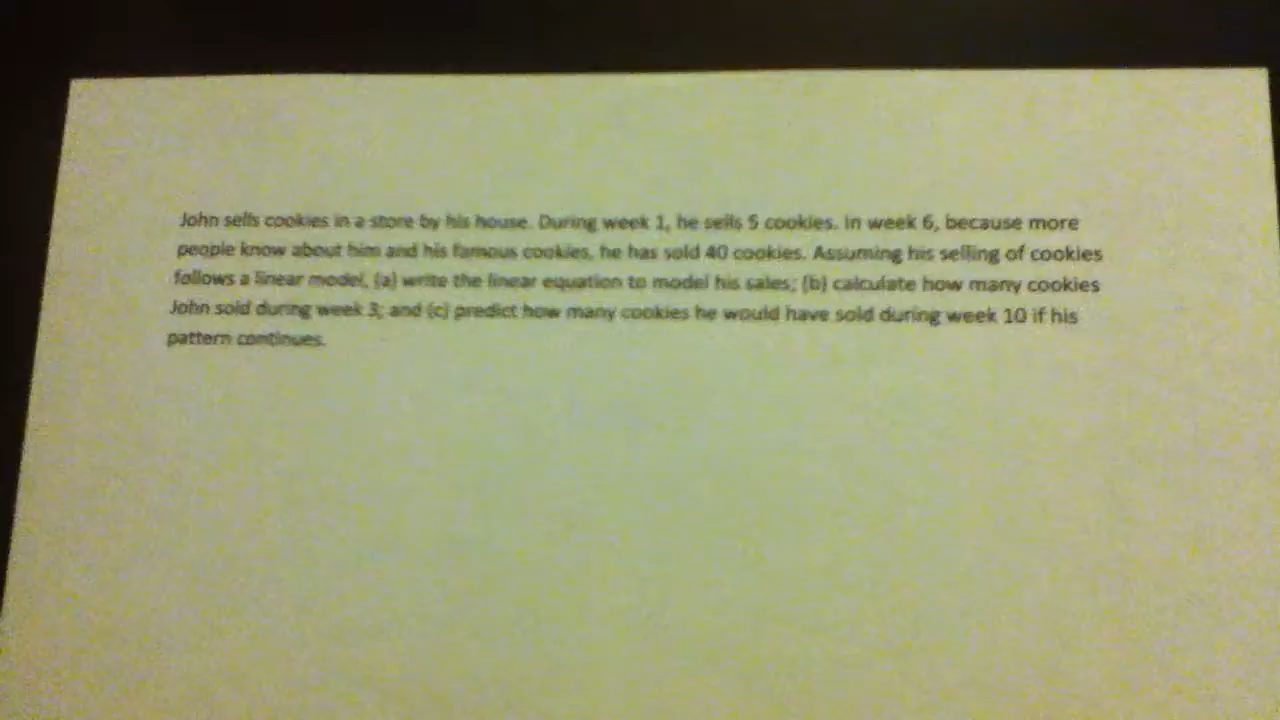 John sells cookies in a store by his house. During week 1, he sells 5 cookies. In week 6, because more
people know about him and his famous cookies, he has sold 40 cookies. Assuming his selling of cookies
follows a linear model, (a) write the linear equation to model his sales; (b) calculate how many cookies
John sold during week 3; and (c) predict how many cookies he would have sold during week 10 if his
pattern continues.